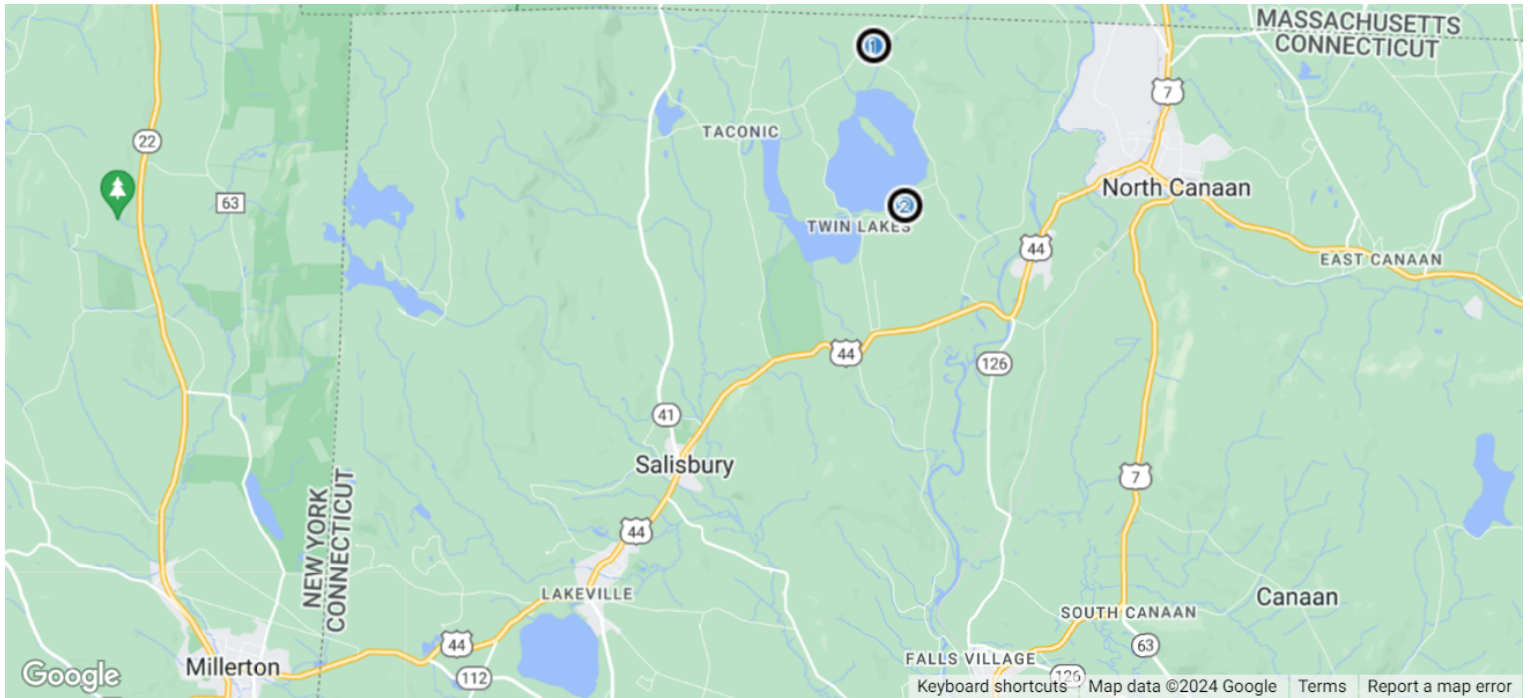 MASSACHUSETTS
CONNECTICUT
1
7
22
TACONIC
North Canaan
63
2
TWIN LAKES
44
EAST CANAAN
44
126
41
Salisbury
7
NEW YORK
CONNECTICUT
44
LAKEVILLE
Canaan
SOUTH CANAAN
44
63
FALLS VILLAGE
Millerton
112
126
Google
Keyboard shortcuts
Map data ©2024 Google
Terms
Report a map error